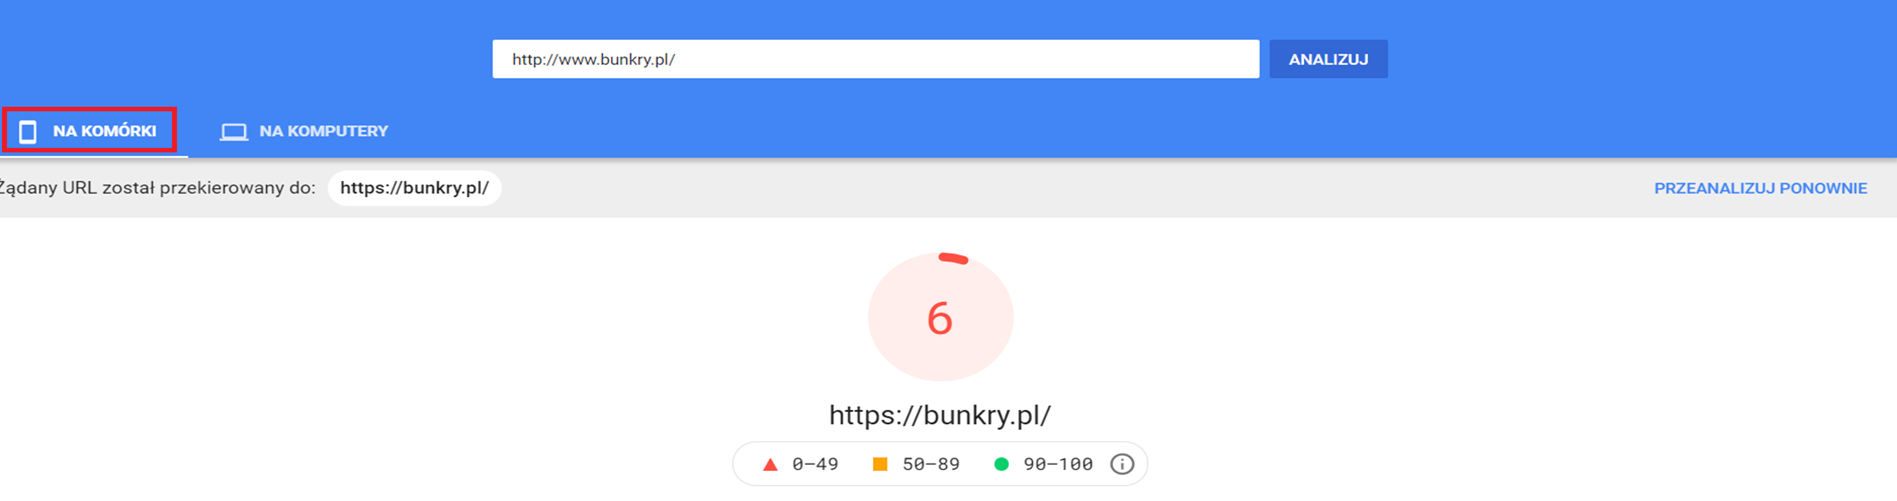 http://www.bunkry.pl/
ANALIZUJ
NA KOMÓRKI
NA KOMPUTERY
Żądany URL został przekierowany do: https://bunkry.pl/
PRZEANALIZUJ PONOWNIE
6
https://bunkry.pl/
0–49 50–89 90–100